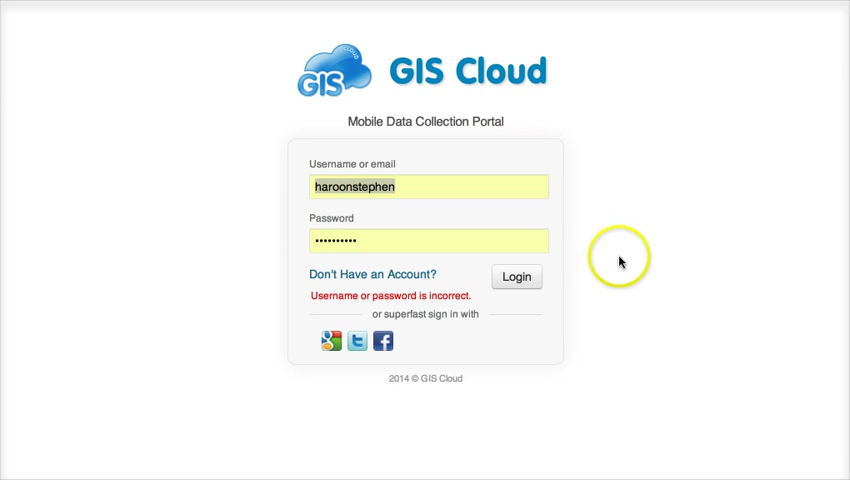 CLOUD
GIS
GIS Cloud
Mobile Data Collection Portal
Username or email
haroonstephen
Password
••••••••••
Don't Have an Account?
Login
Username or password is incorrect.
or superfast sign in with
2014 © GIS Cloud